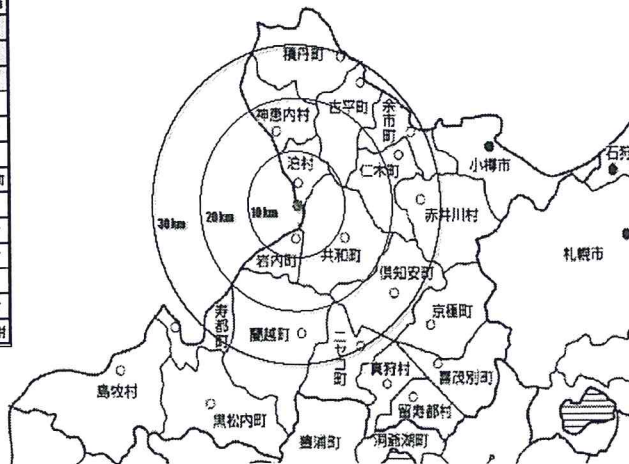 積丹町
古平町
余市町
神恵内村
小樽市
石狩
泊村
仁木町
赤井川村
30km
20km
10km
札幌市
岩内町
共和町
倶知安町
京極町
寿都町
蘭越町
ニセコ町
真狩村
喜茂別町
島牧村
留寿都村
黒松内町
豊浦町
洞爺湖町